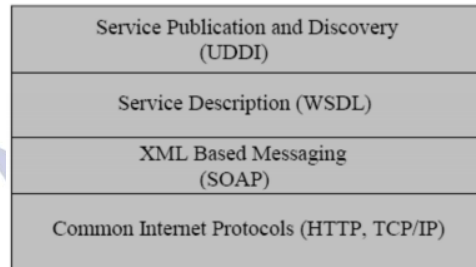 Service Publication and Discovery
(UDDI)
Service Description (WSDL)
XML Based Messaging
(SOAP)
Common Internet Protocols (HTTP, TCP/IP)